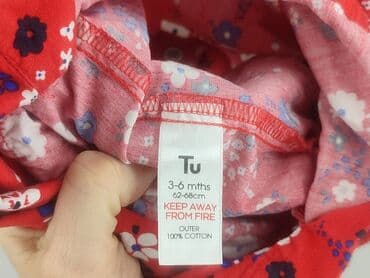 Tu
3-6 mths
62-68cm
KEEP AWAY
FROM FIRE
OUTER
100% COTTON